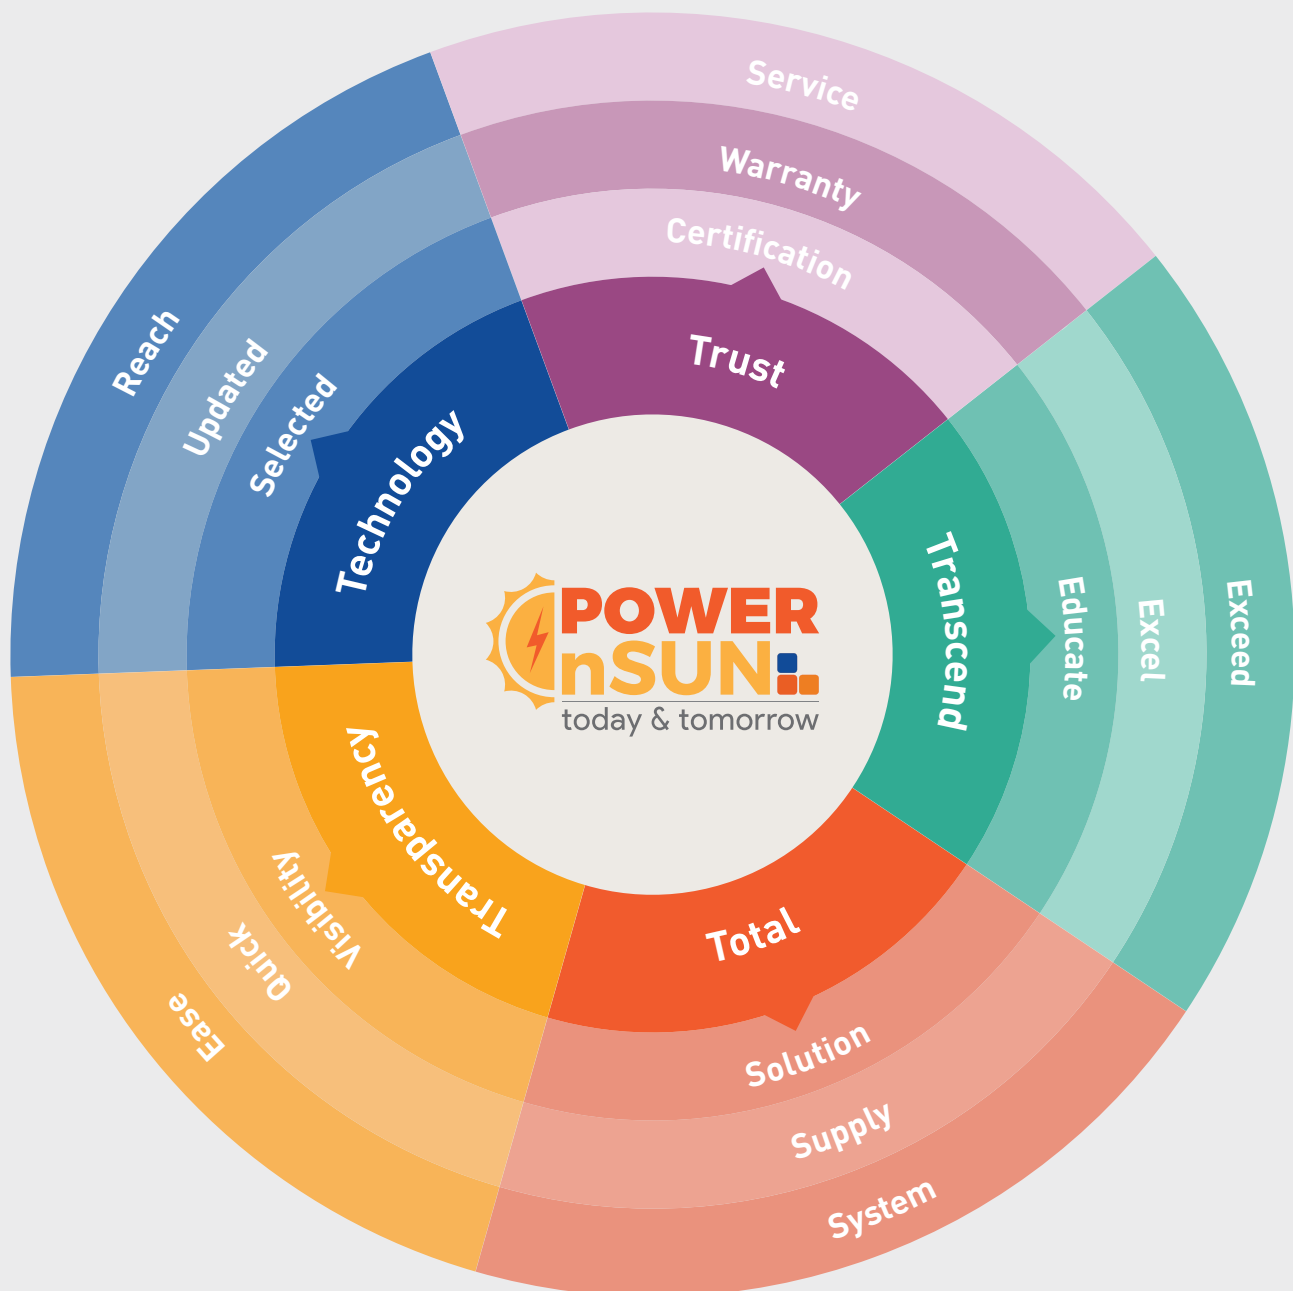 Service
Warranty
Certification
Trust
Reach
Updated
Selected
Technology
Transcend
Educate
Excel
Exceed
POWER
nSUN
today & tomorrow
Transparency
Visibility
Quick
Ease
Total
Solution
Supply
System